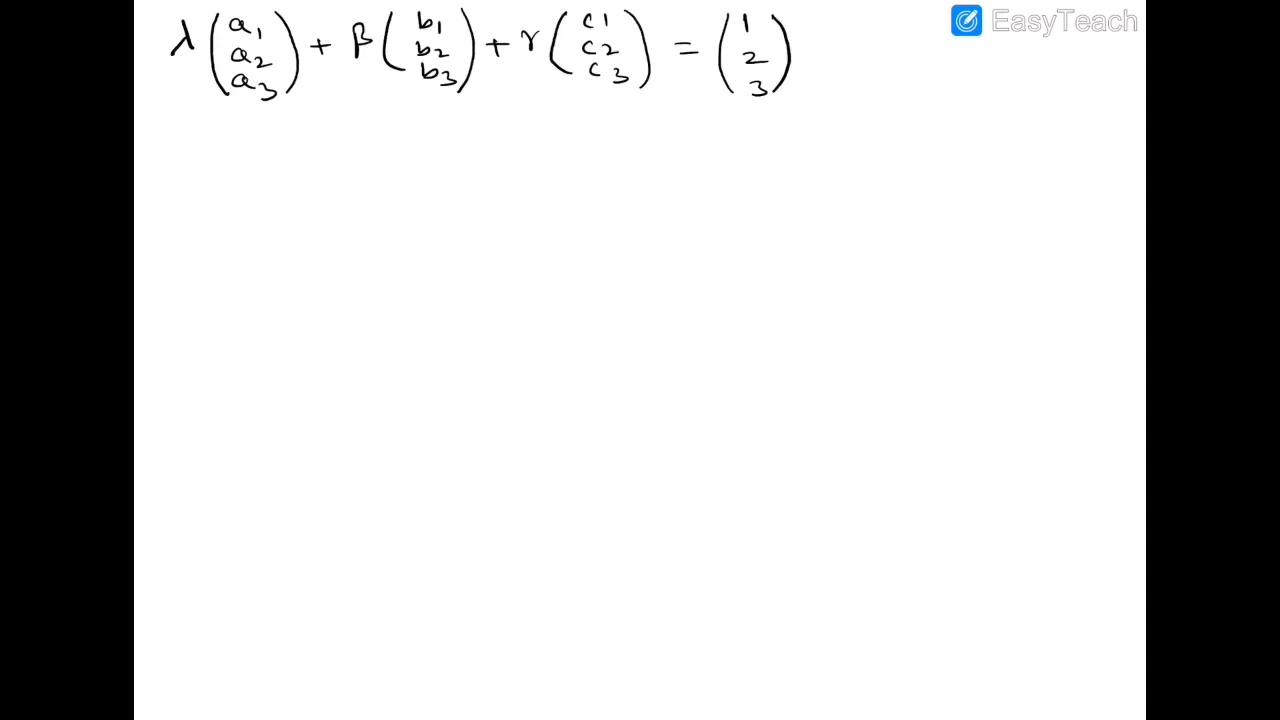 EasyTeach
λ(a1 a2 a3) + β(b1 b2 b3) + γ(c1 c2 c3) = (1 2 3)